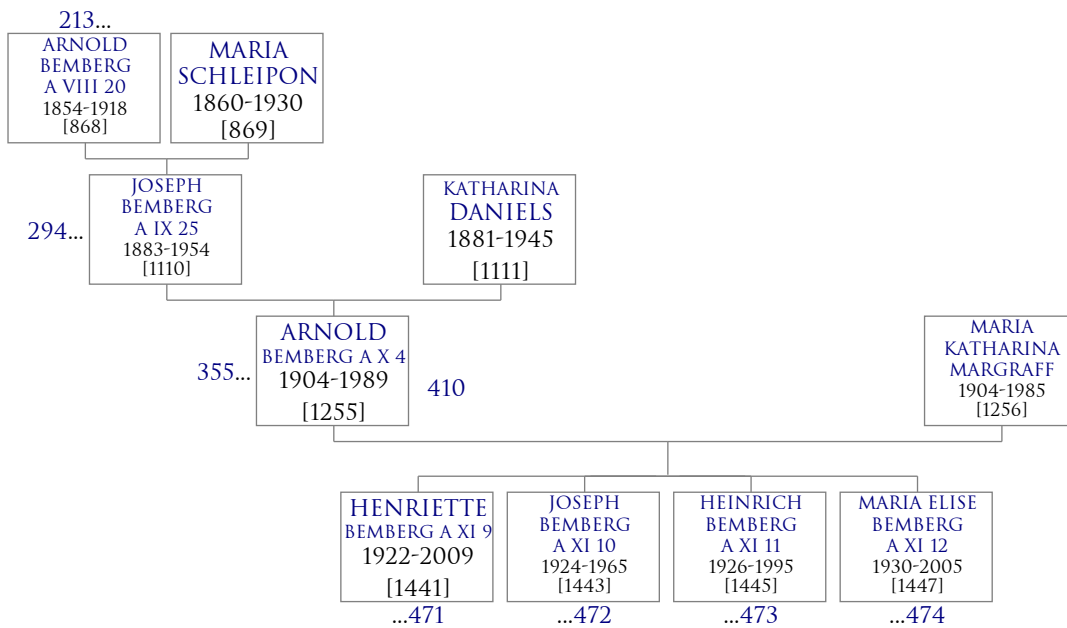 213...
ARNOLD
BEMBERG
A VIII 20
1854-1918
[868]
MARIA
SCHLEIPON
1860-1930
[869]
294...
JOSEPH
BEMBERG
A IX 25
1883-1954
[1110]
KATHARINA
DANIELS
1881-1945
[1111]
355...
ARNOLD
BEMBERG A X 4
1904-1989
[1255]
410
MARIA
KATHARINA
MARGRAFF
1904-1985
[1256]
HENRIETTE
BEMBERG A XI 9
1922-2009
[1441]
...471
JOSEPH
BEMBERG
A XI 10
1924-1965
[1443]
...472
HEINRICH
BEMBERG
A XI 11
1926-1995
[1445]
...473
MARIA ELISE
BEMBERG
A XI 12
1930-2005
[1447]
...474